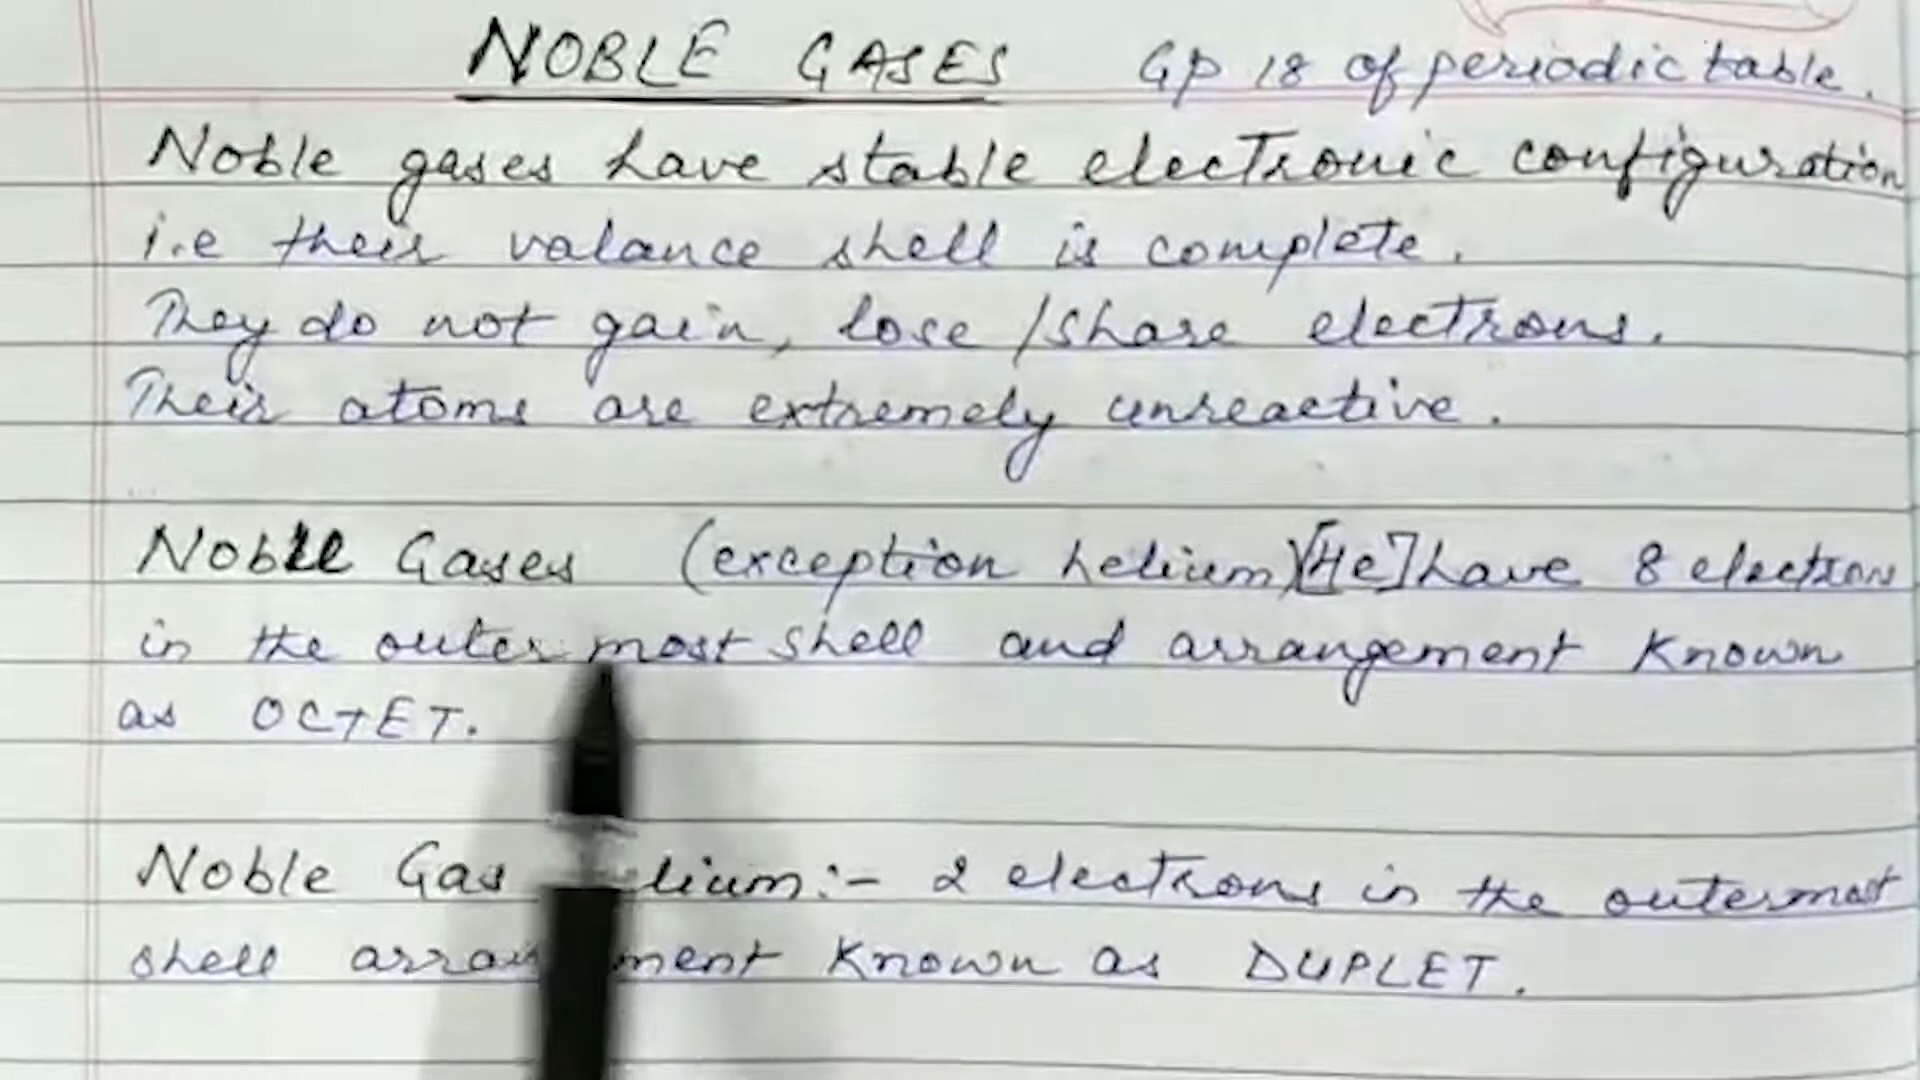 NOBLE GASES GP 18 of periodic table.
Noble gases have stable electronic configuration
i.e their valance shell is complete.
They do not gain, lose /share electrons.
Their atoms are extremely unreactive.
Noble Gases (exception helium)[He] have 8 electron
in the outer most shell and arrangement known
as OCTET.
Noble Gas lium:- 2 electrons in the outermost
shell arran ment known as DUPLET.